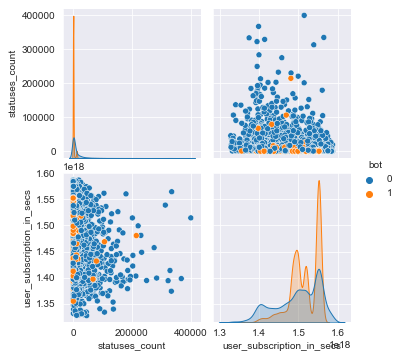 400000
300000
200000
100000
0
statuses_count
1e18
bot
0
1
1.60
1.55
1.50
1.45
1.40
1.35
user_subscription_in_secs
0
200000
400000
statuses_count
1.3
1.4
1.5
1.6
1e18
user_subscription_in_secs